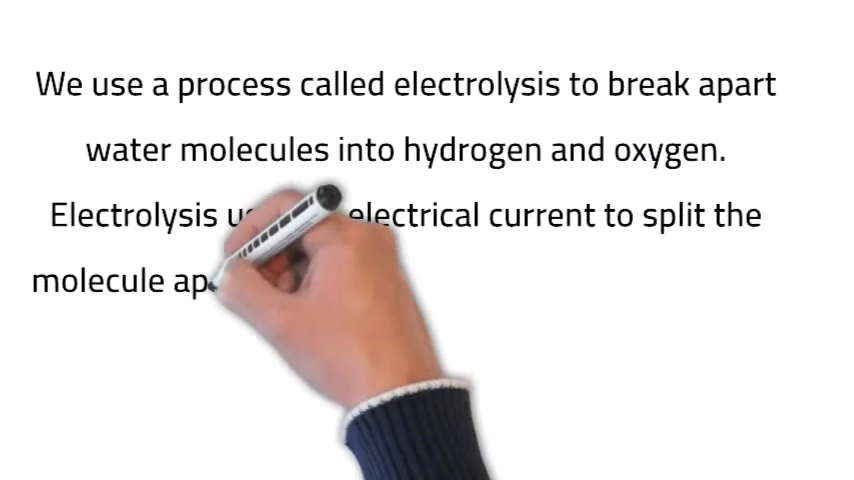 We use a process called electrolysis to break apart
water molecules into hydrogen and oxygen.
Electrolysis electrical current to split the
molecule